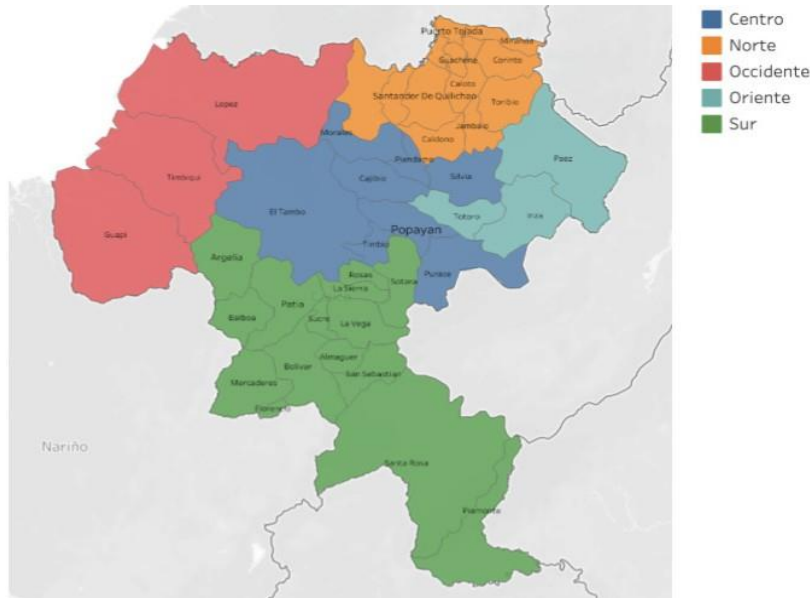 Centro
Norte
Occidente
Oriente
Sur
Puerto Tejada
Miranda
Guachene
Corinto
Caloto
Santander De Quilichao
Toribio
Lopez
Jambalo
Morales
Caldono
Piendamo
Paez
Cajibio
Silvia
Timbiqui
El Tambo
Totoro
Inza
Guapi
Popayan
Timbio
Argelia
Purace
Rosas
Sotara
La Sierra
Patia
Balboa
Sucre
La Vega
Almaguer
Bolivar
San Sebastian
Mercaderes
Florencia
Nariño
Santa Rosa
Piamonte